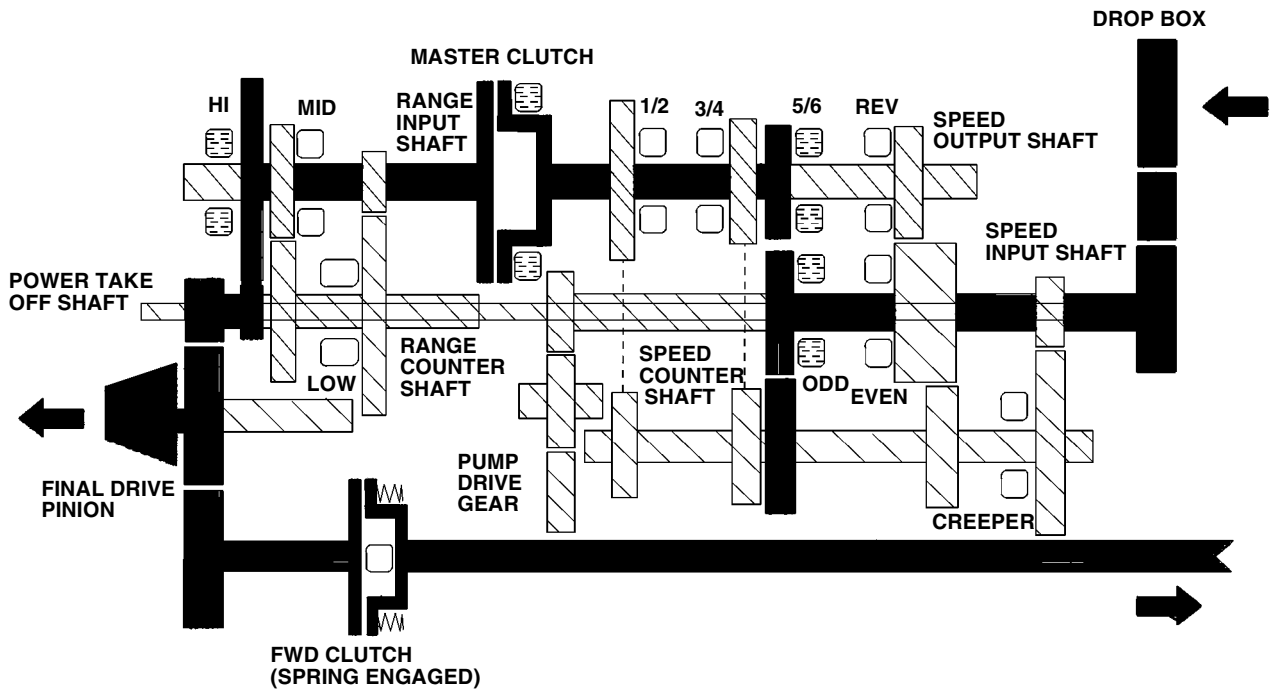 DROP BOX
MASTER CLUTCH
HI
MID
RANGE
INPUT
SHAFT
1/2
3/4
5/6
REV
SPEED
OUTPUT SHAFT
SPEED
INPUT SHAFT
POWER TAKE
OFF SHAFT
LOW
RANGE
COUNTER
SHAFT
SPEED
COUNTER
SHAFT
ODD
EVEN
FINAL DRIVE
PINION
PUMP
DRIVE
GEAR
CREEPER
FWD CLUTCH
(SPRING ENGAGED)